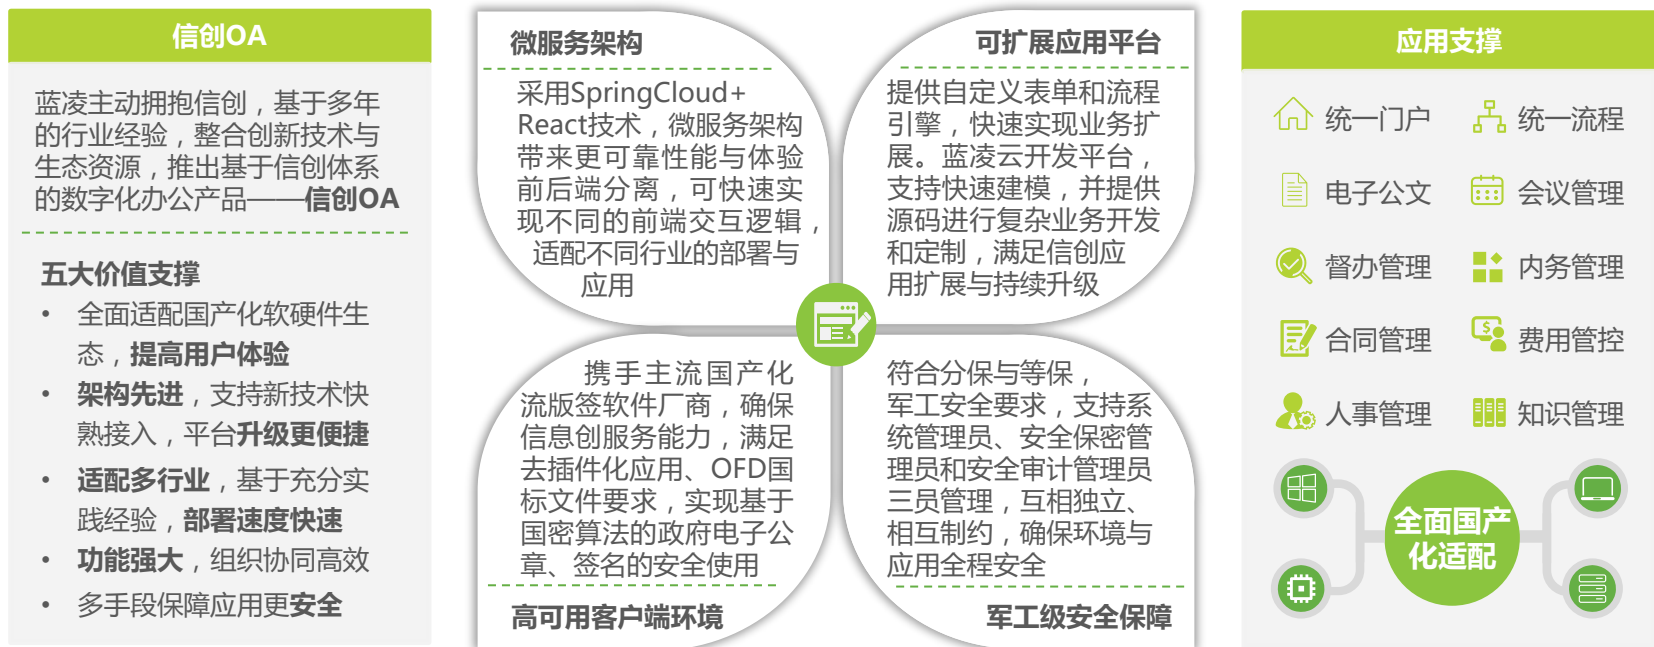 信创OA
蓝凌主动拥抱信创，基于多年
的行业经验，整合创新技术与
生态资源，推出基于信创体系
的数字化办公产品——信创OA
五大价值支撑
• 全面适配国产化软硬件生
态，提高用户体验
• 架构先进，支持新技术快
熟接入，平台升级更便捷
• 适配多行业，基于充分实
践经验，部署速度快速
• 功能强大，组织协同高效
• 多手段保障应用更安全
微服务架构
采用SpringCloud+
React技术，微服务架构
带来更可靠性能与体验
前后端分离，可快速实
现不同的前端交互逻辑，
适配不同行业的部署与
应用
可扩展应用平台
提供自定义表单和流程
引擎，快速实现业务扩
展。蓝凌云开发平台，
支持快速建模，并提供
源码进行复杂业务开发
和定制，满足信创应
用扩展与持续升级
携手主流国产化
流版签软件厂商，确保
信息创服务能力，满足
去插件化应用、OFD国
标文件要求，实现基于
国密算法的政府电子公
章、签名的安全使用
高可用客户端环境
符合分保与等保，
军工安全要求，支持系
统管理员、安全保密管
理员和安全审计管理员
三员管理，互相独立、
相互制约，确保环境与
应用全程安全
军工级安全保障
应用支撑
统一门户 统一流程
电子公文 会议管理
督办管理 内务管理
合同管理 费用管控
人事管理 知识管理
全面国产
化适配